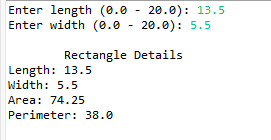 Enter length (0.0 - 20.0): 13.5
Enter width (0.0 - 20.0): 5.5
Rectangle Details
Length: 13.5
Width: 5.5
Area: 74.25
Perimeter: 38.0